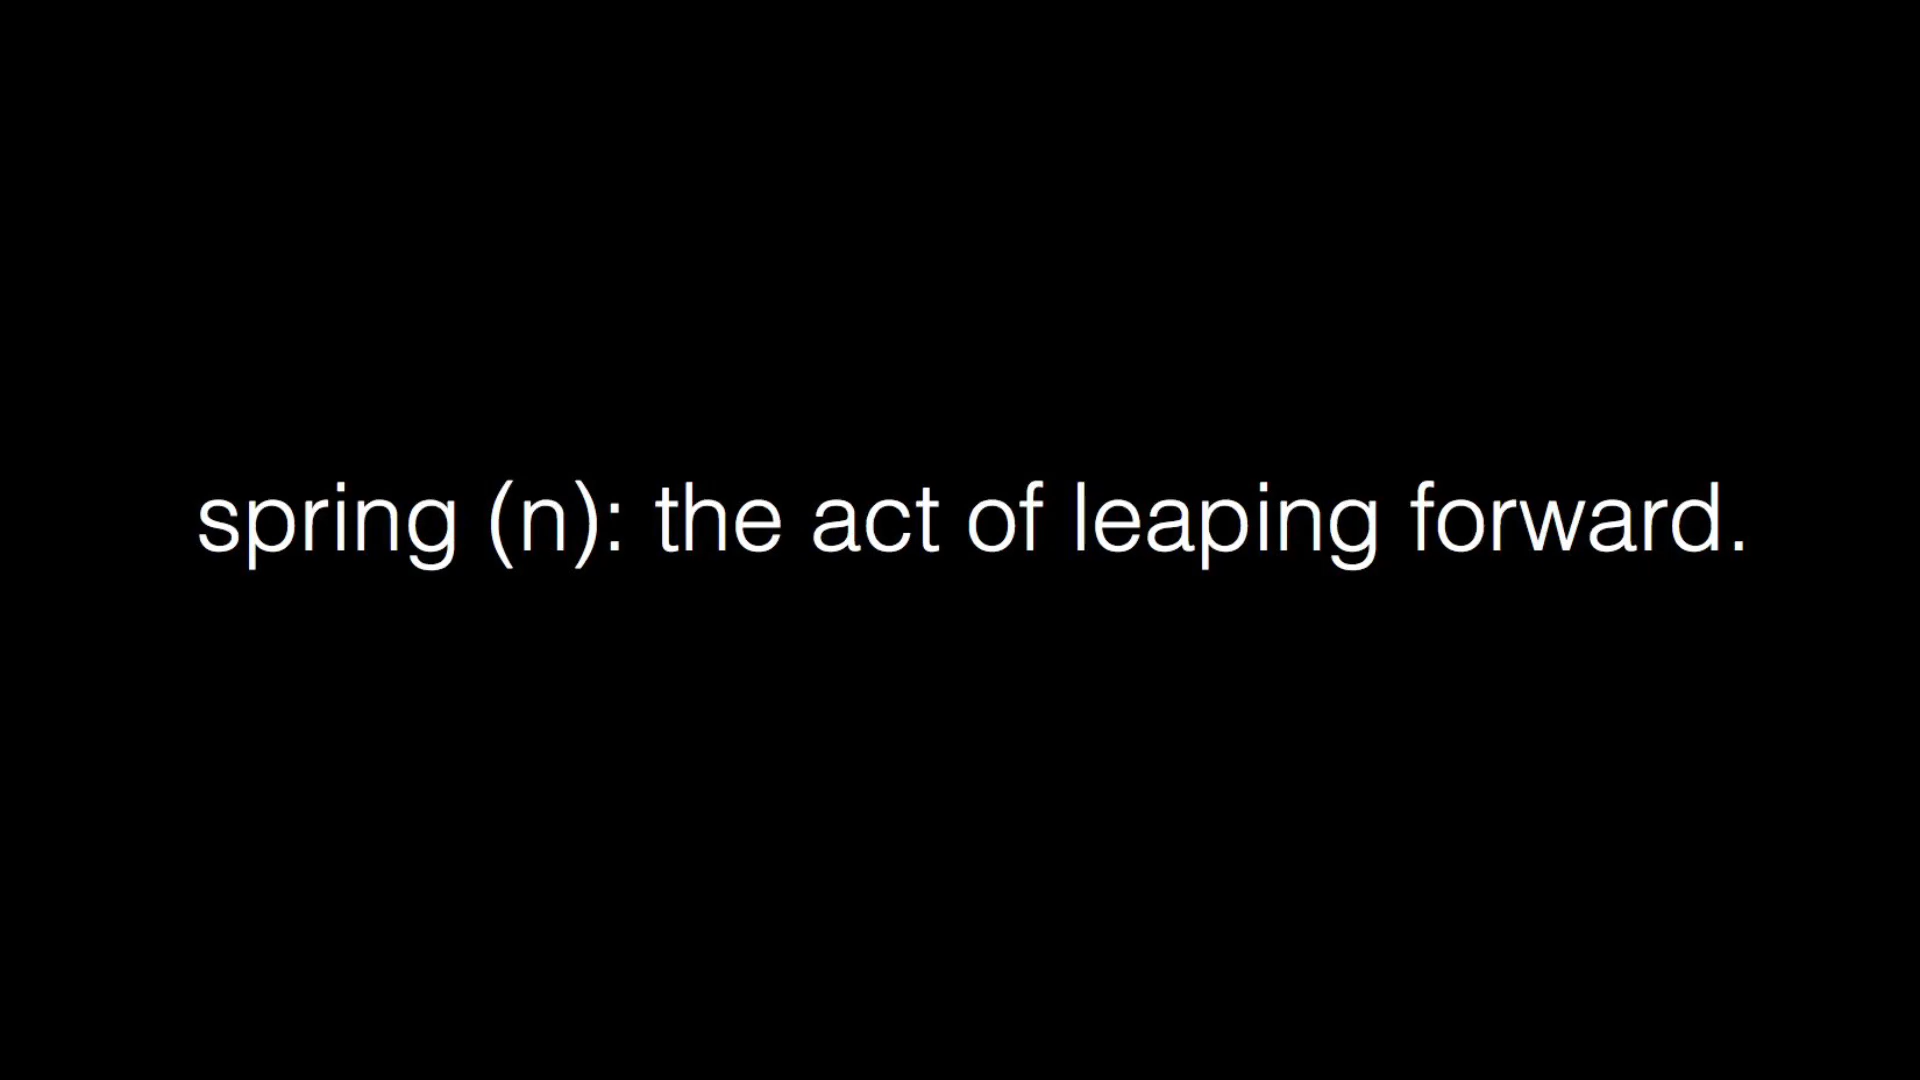 spring (n): the act of leaping forward.